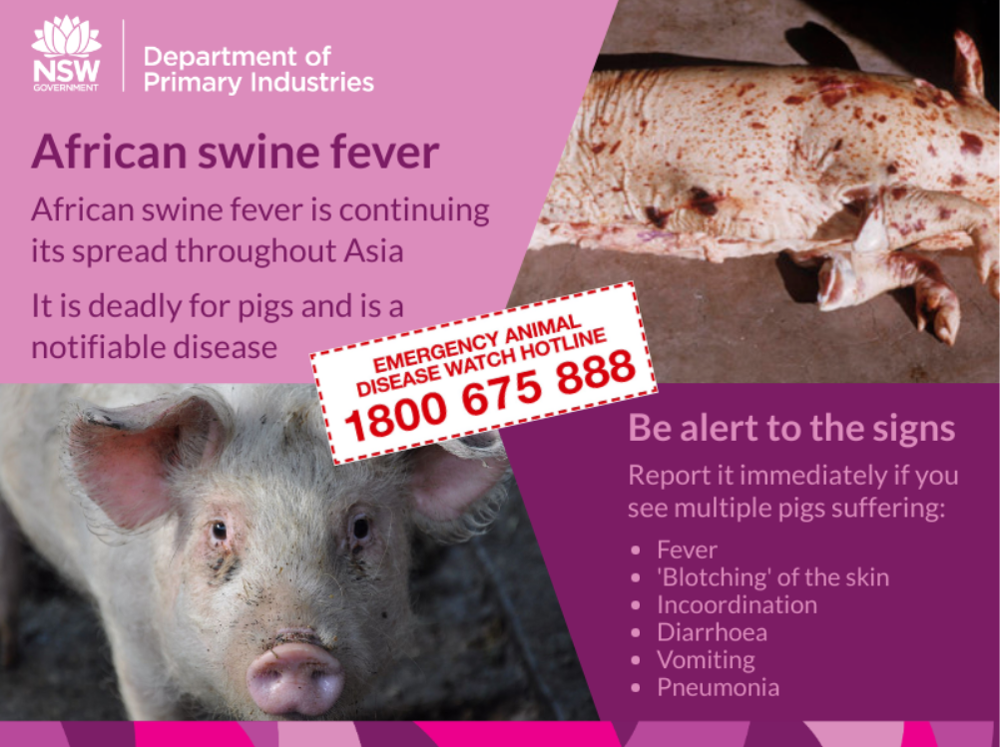 NSW
GOVERNMENT
Department of
Primary Industries
African swine fever
African swine fever is continuing
its spread throughout Asia
It is deadly for pigs and is a
notifiable disease
EMERGENCY ANIMAL
DISEASE WATCH HOTLINE
1800 675 888
Be alert to the signs
Report it immediately if you
see multiple pigs suffering:
• Fever
• 'Blotching' of the skin
• Incoordination
• Diarrhoea
• Vomiting
• Pneumonia